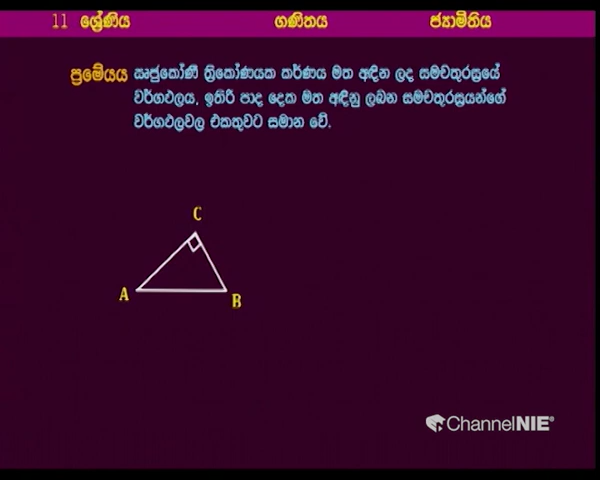 11 ශ්‍රේණිය ගණිතය ජ්‍යාමිතිය
ප්‍රමේයය ඍජුකෝණී ත්‍රිකෝණයක කර්ණය මත අඳින ලද සමචතුරස්‍රයේ
වර්ගඵලය, ඉතිරි පාද දෙක මත අඳිනු ලබන සමචතුරස්‍රයන්ගේ
වර්ගඵලවල එකතුවට සමාන වේ.
C
A
B
ChannelNIE®